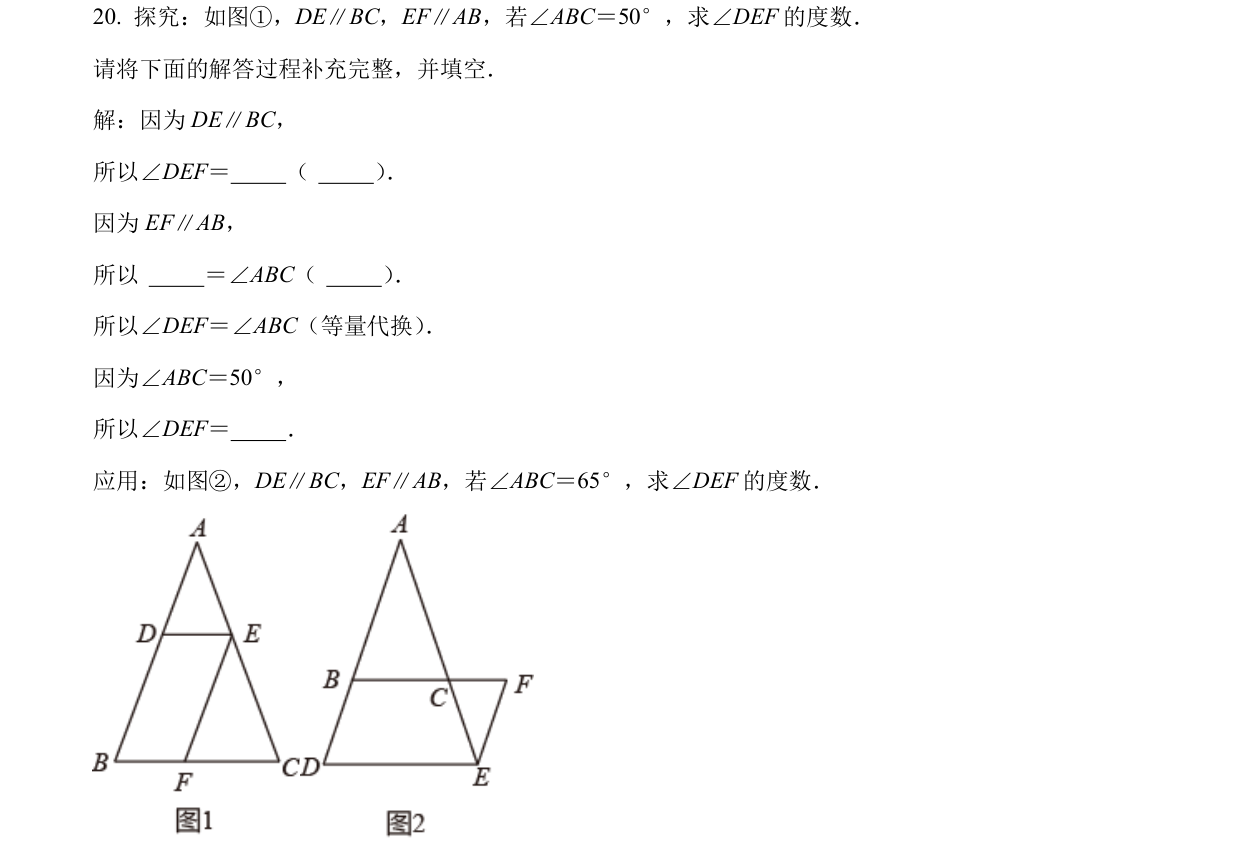 20. 探究：如图①，DE∥BC，EF∥AB，若∠ABC＝50°，求∠DEF的度数．
请将下面的解答过程补充完整，并填空．
解：因为DE∥BC，
所以∠DEF＝_____（ _____）．
因为EF∥AB，
所以 _____＝∠ABC（ _____）．
所以∠DEF＝∠ABC（等量代换）．
因为∠ABC＝50°，
所以∠DEF＝_____．
应用：如图②，DE∥BC，EF∥AB，若∠ABC＝65°，求∠DEF的度数．
A
D E
B F C
图1
A
B C F
D E
图2